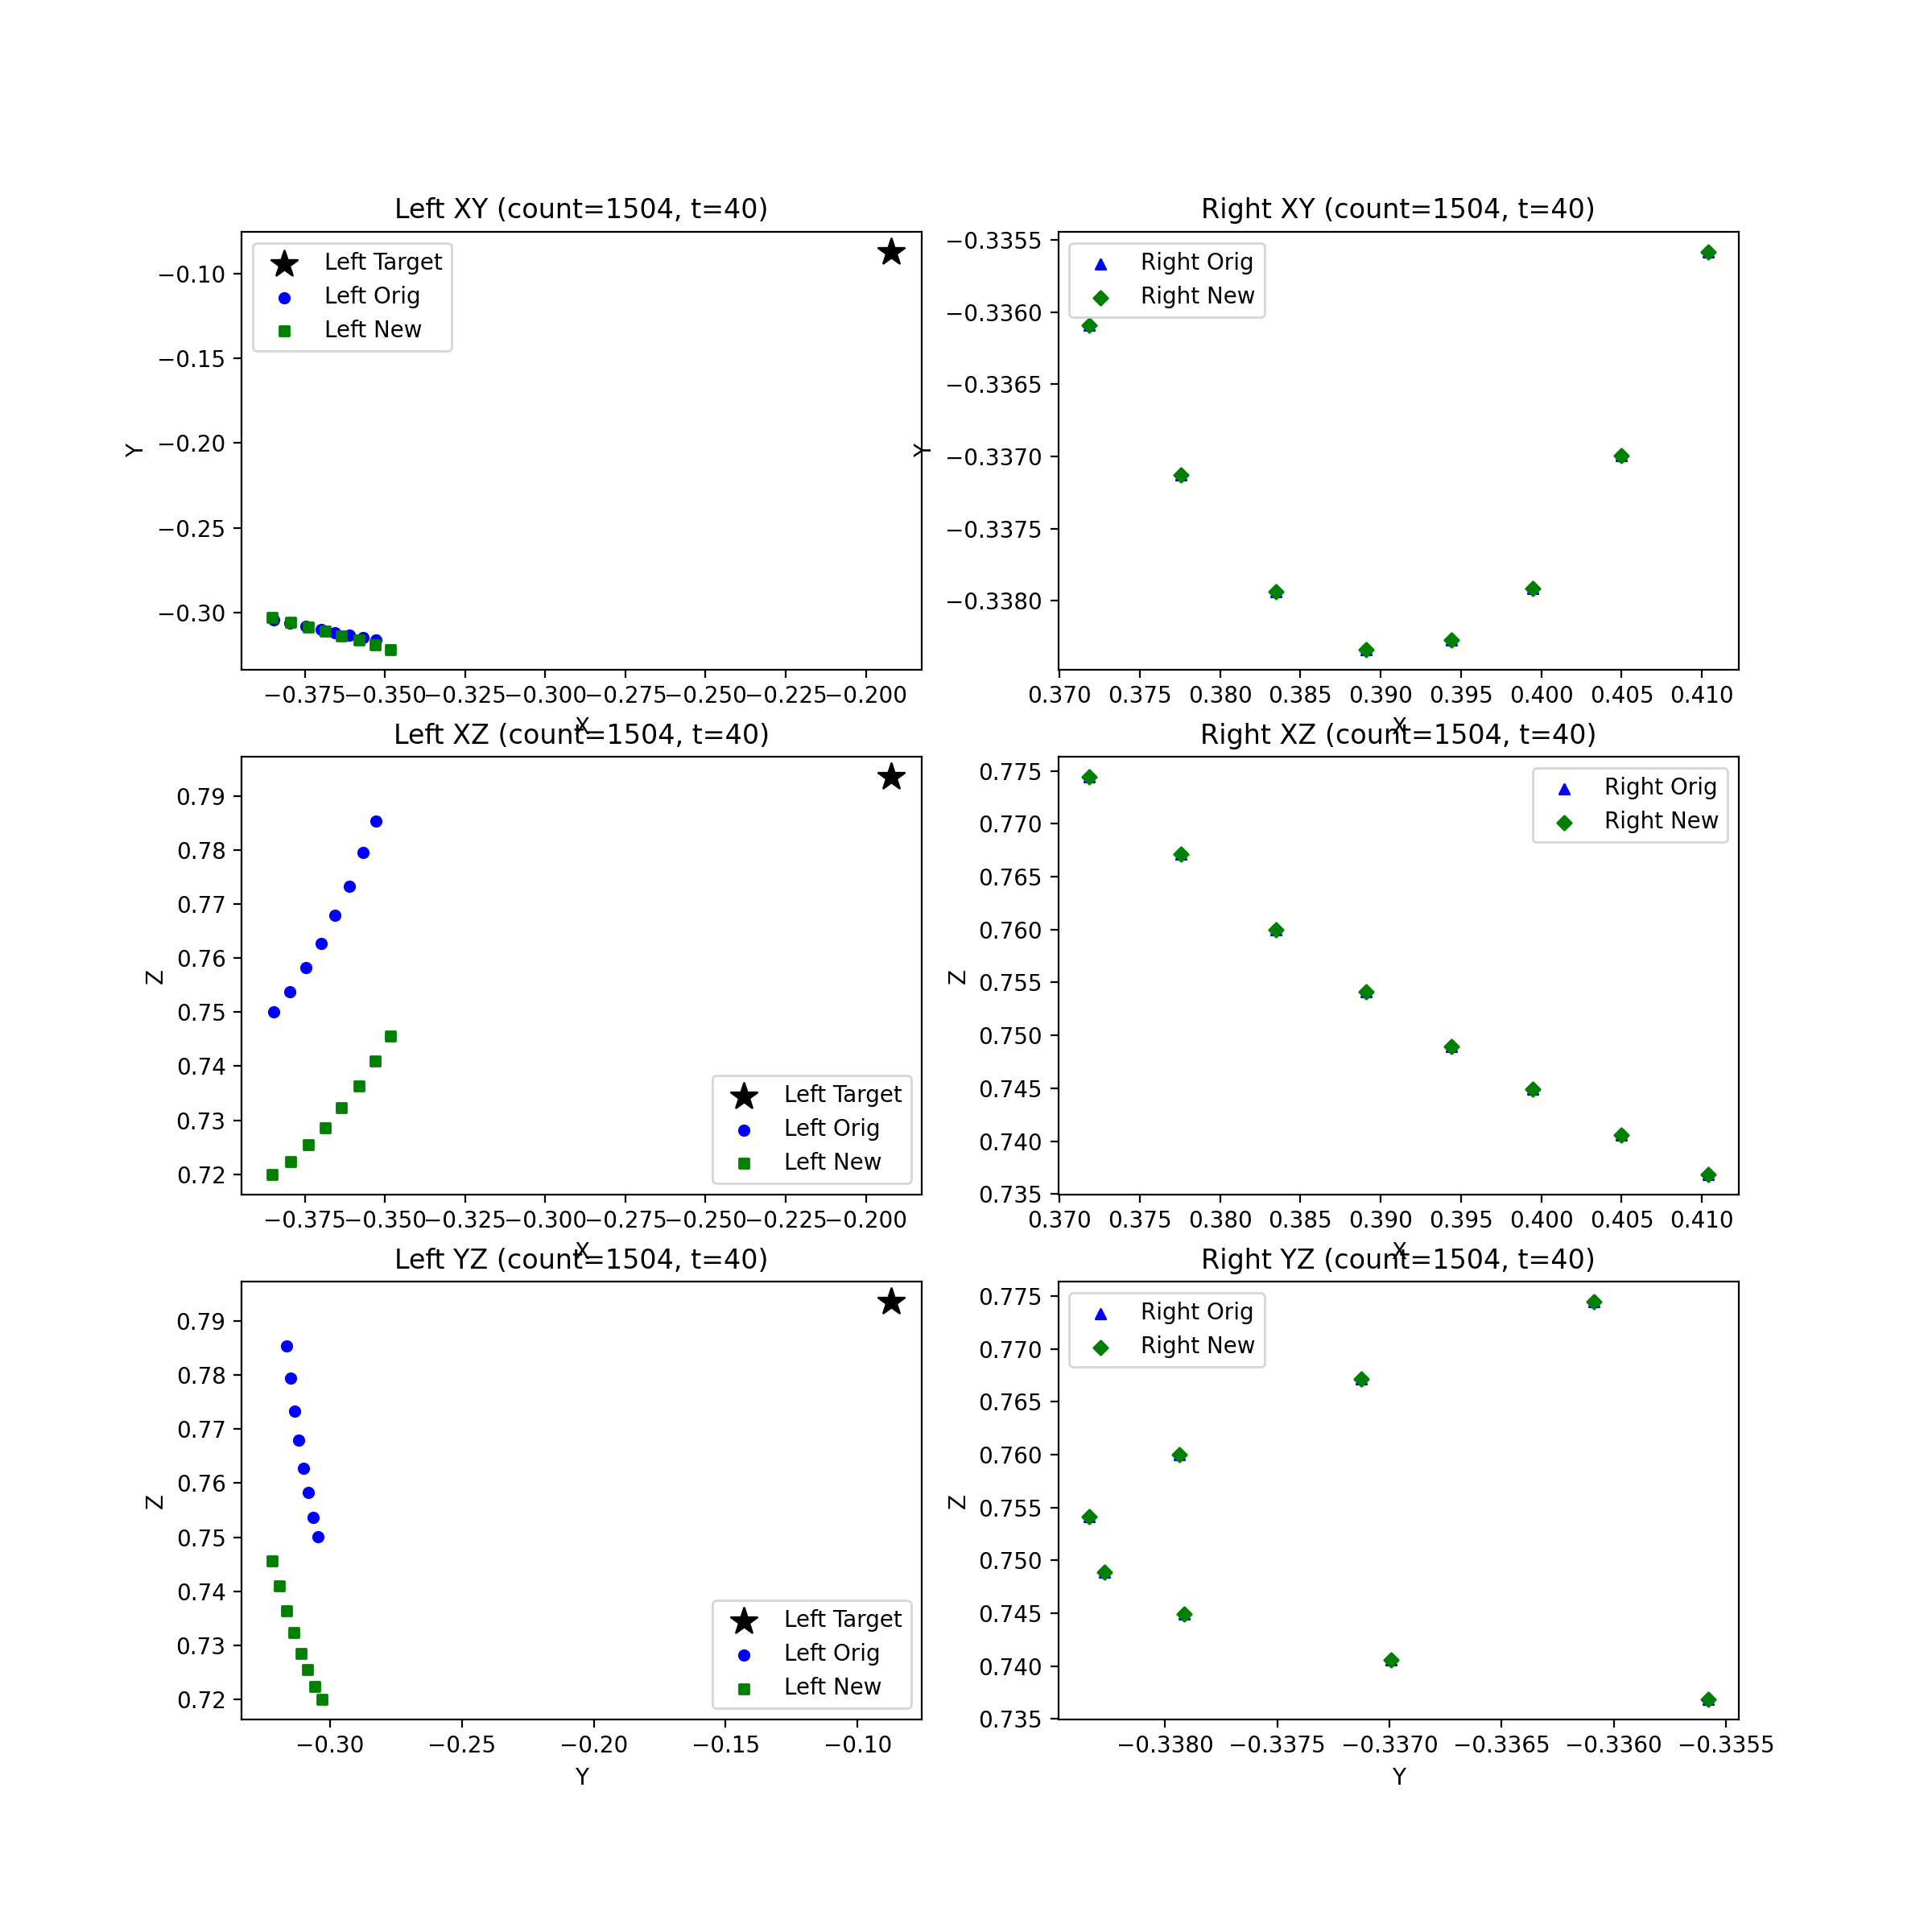 Left XY (count=1504, t=40)
Left Target
Left Orig
Left New
−0.10
−0.15
−0.20
−0.25
−0.30
Y
−0.375 −0.350 −0.325 −0.300 −0.275 −0.250 −0.225 −0.200
X
Right XY (count=1504, t=40)
Right Orig
Right New
−0.3355
−0.3360
−0.3365
−0.3370
−0.3375
−0.3380
Y
0.370 0.375 0.380 0.385 0.390 0.395 0.400 0.405 0.410
X
Left XZ (count=1504, t=40)
0.79
0.78
0.77
0.76
0.75
0.74
0.73
0.72
Z
Left Target
Left Orig
Left New
−0.375 −0.350 −0.325 −0.300 −0.275 −0.250 −0.225 −0.200
X
Right XZ (count=1504, t=40)
Right Orig
Right New
0.775
0.770
0.765
0.760
0.755
0.750
0.745
0.740
0.735
Z
0.370 0.375 0.380 0.385 0.390 0.395 0.400 0.405 0.410
X
Left YZ (count=1504, t=40)
0.79
0.78
0.77
0.76
0.75
0.74
0.73
0.72
Z
Left Target
Left Orig
Left New
−0.30 −0.25 −0.20 −0.15 −0.10
Y
Right YZ (count=1504, t=40)
Right Orig
Right New
0.775
0.770
0.765
0.760
0.755
0.750
0.745
0.740
0.735
Z
−0.3380 −0.3375 −0.3370 −0.3365 −0.3360 −0.3355
Y